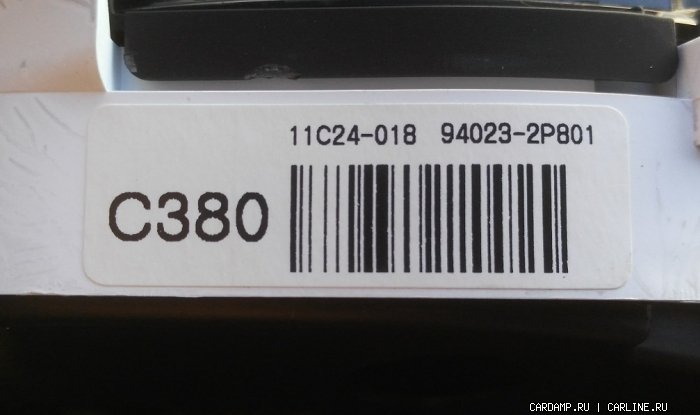 11C24-018 94023-2P801
C380
CARDAMP.RU | CARLINE.RU